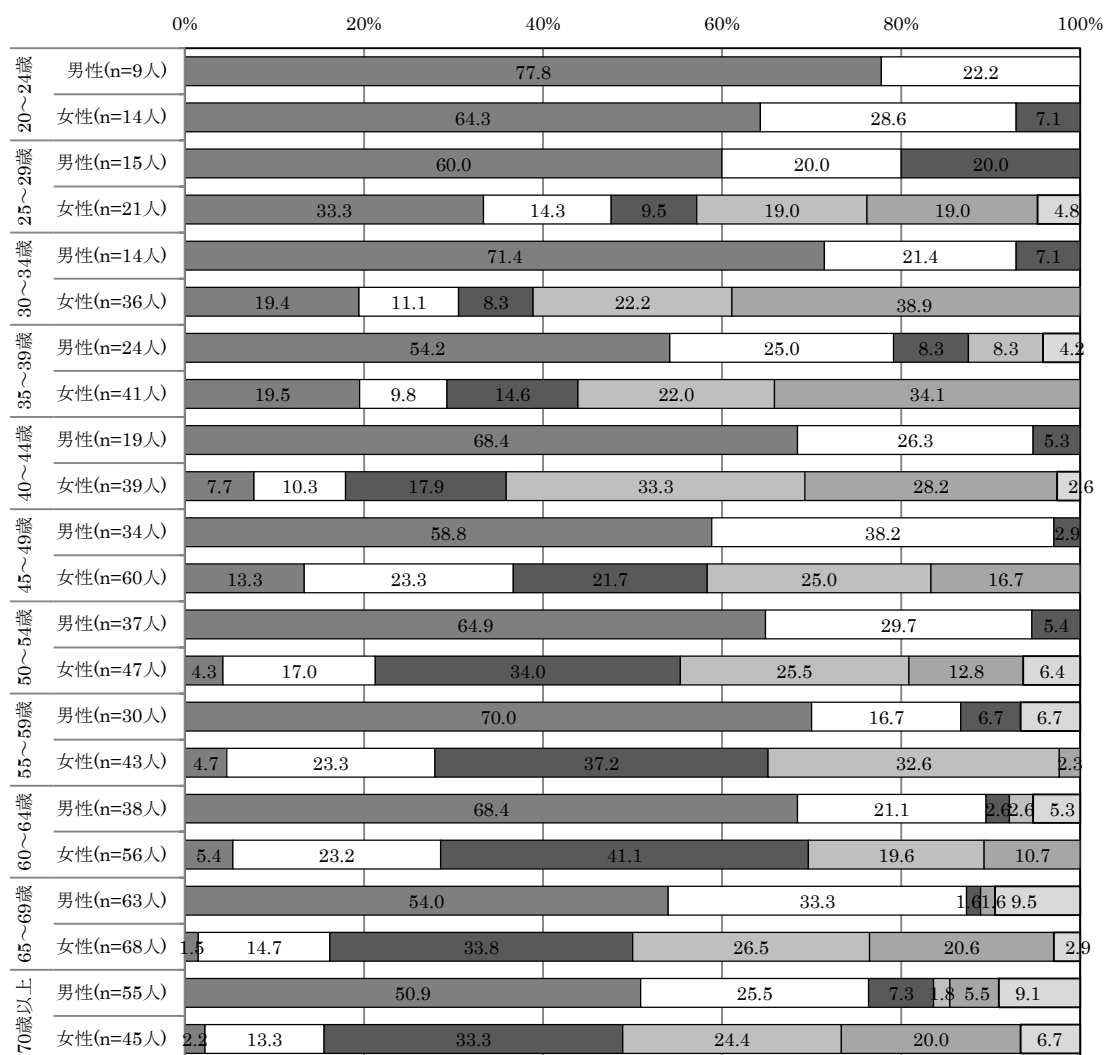 0% 20% 40% 60% 80% 100%
20～24歳
男性(n=9人) 77.8 22.2
女性(n=14人) 64.3 28.6 7.1
25～29歳
男性(n=15人) 60.0 20.0 20.0
女性(n=21人) 33.3 14.3 9.5 19.0 19.0 4.8
30～34歳
男性(n=14人) 71.4 21.4 7.1
女性(n=36人) 19.4 11.1 8.3 22.2 38.9
35～39歳
男性(n=24人) 54.2 25.0 8.3 8.3 4.2
女性(n=41人) 19.5 9.8 14.6 22.0 34.1
40～44歳
男性(n=19人) 68.4 26.3 5.3
女性(n=39人) 7.7 10.3 17.9 33.3 28.2 2.6
45～49歳
男性(n=34人) 58.8 38.2 2.9
女性(n=60人) 13.3 23.3 21.7 25.0 16.7
50～54歳
男性(n=37人) 64.9 29.7 5.4
女性(n=47人) 4.3 17.0 34.0 25.5 12.8 6.4
55～59歳
男性(n=30人) 70.0 16.7 6.7 6.7
女性(n=43人) 4.7 23.3 37.2 32.6 2.3
60～64歳
男性(n=38人) 68.4 21.1 2.6 2.6 5.3
女性(n=56人) 5.4 23.2 41.1 19.6 10.7
65～69歳
男性(n=63人) 54.0 33.3 1.6 1.6 9.5
女性(n=68人) 1.5 14.7 33.8 26.5 20.6 2.9
70歳以上
男性(n=55人) 50.9 25.5 7.3 1.8 5.5 9.1
女性(n=45人) 2.2 13.3 33.3 24.4 20.0 6.7